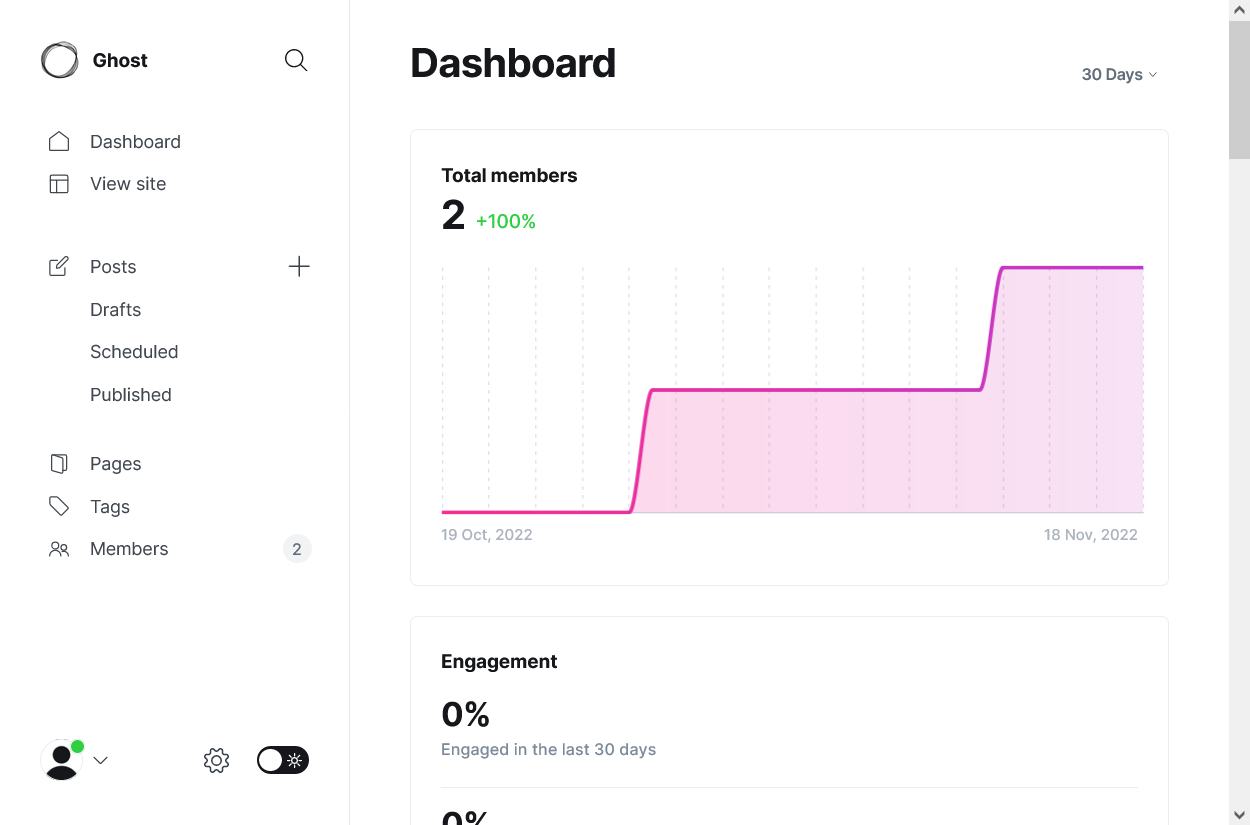 Ghost
Dashboard
View site
Posts
Drafts
Scheduled
Published
Pages
Tags
Members 2
Dashboard
30 Days
Total members
2 +100%
19 Oct, 2022 18 Nov, 2022
Engagement
0%
Engaged in the last 30 days
0%